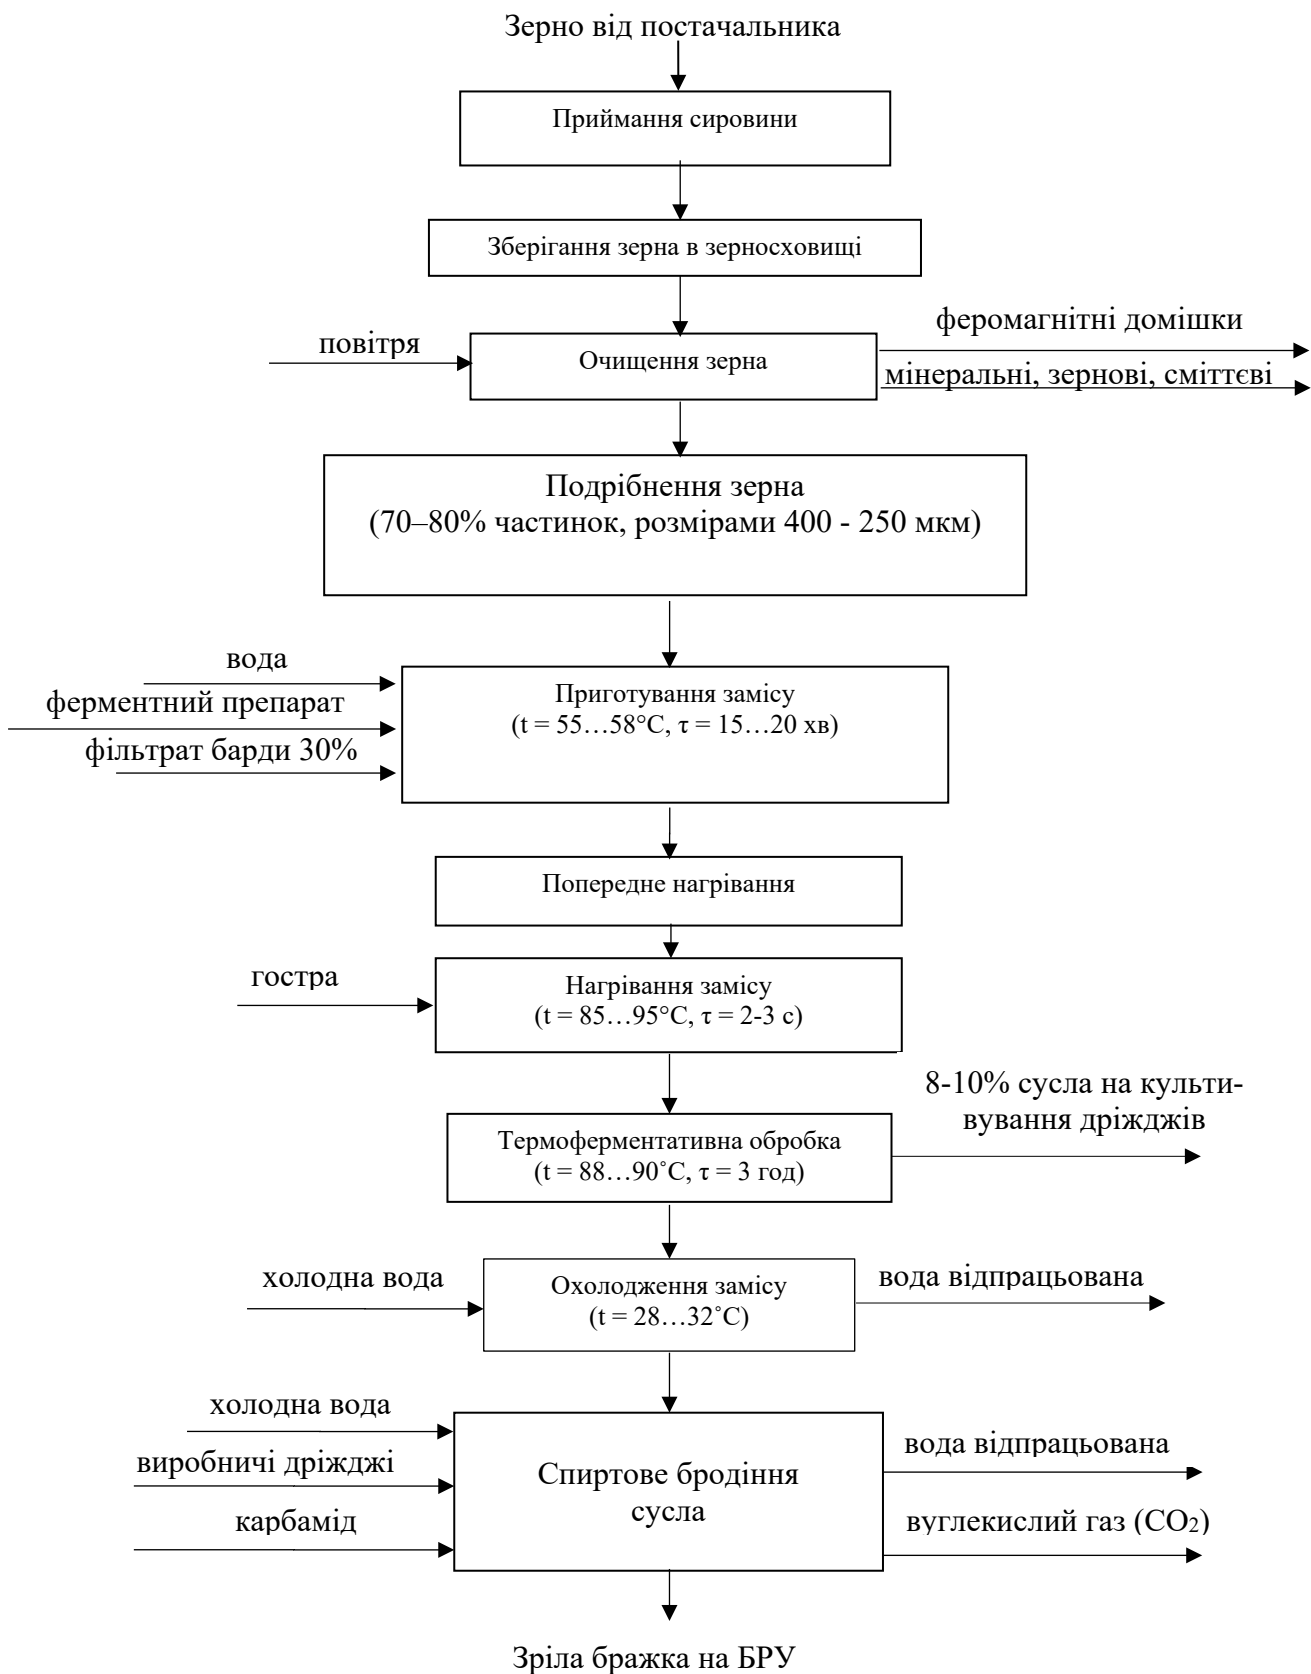 Зерно від постачальника
Приймання сировини
Зберігання зерна в зерносховищі
феромагнітні домішки
повітря
Очищення зерна
мінеральні, зернові, сміттєві
Подрібнення зерна
(70–80% частинок, розмірами 400 - 250 мкм)
вода
ферментний препарат
фільтрат барди 30%
Приготування замісу
(t = 55…58°C, τ = 15…20 хв)
Попереднє нагрівання
гостра
Нагрівання замісу
(t = 85…95°C, τ = 2-3 с)
8-10% сусла на культи-
вування дріжджів
Термоферментативна обробка
(t = 88…90˚C, τ = 3 год)
холодна вода
Охолодження замісу
(t = 28…32˚C)
вода відпрацьована
холодна вода
виробничі дріжджі
карбамід
Спиртове бродіння
сусла
вода відпрацьована
вуглекислий газ (CO₂)
Зріла бражка на БРУ